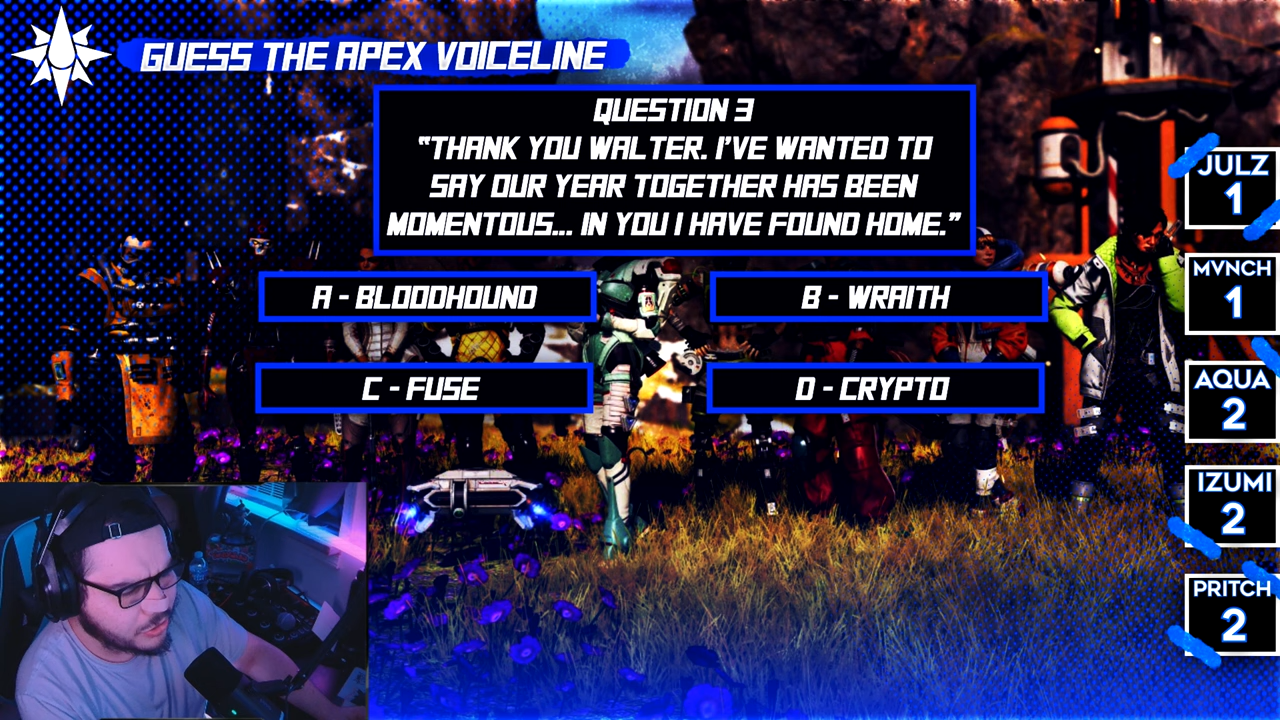 GUESS THE APEX VOICELINE
QUESTION 3
"THANK YOU WALTER. I'VE WANTED TO
SAY OUR YEAR TOGETHER HAS BEEN
MOMENTOUS... IN YOU I HAVE FOUND HOME."
A - BLOODHOUND
B - WRAITH
C - FUSE
D - CRYPTO
JULZ
1
MVNCH
1
AQUA
2
IZUMI
2
PRITCH
2